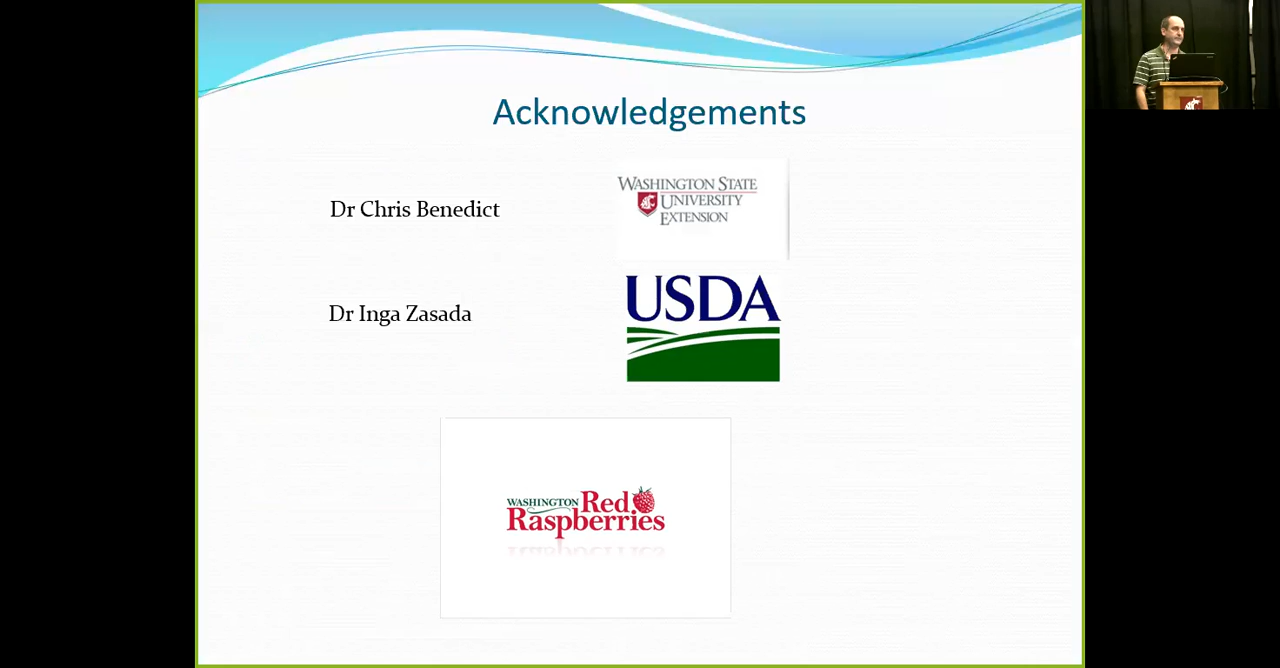 Acknowledgements
Dr Chris Benedict
WASHINGTON STATE
UNIVERSITY
EXTENSION
Dr Inga Zasada
USDA
WASHINGTON Red
Raspberries